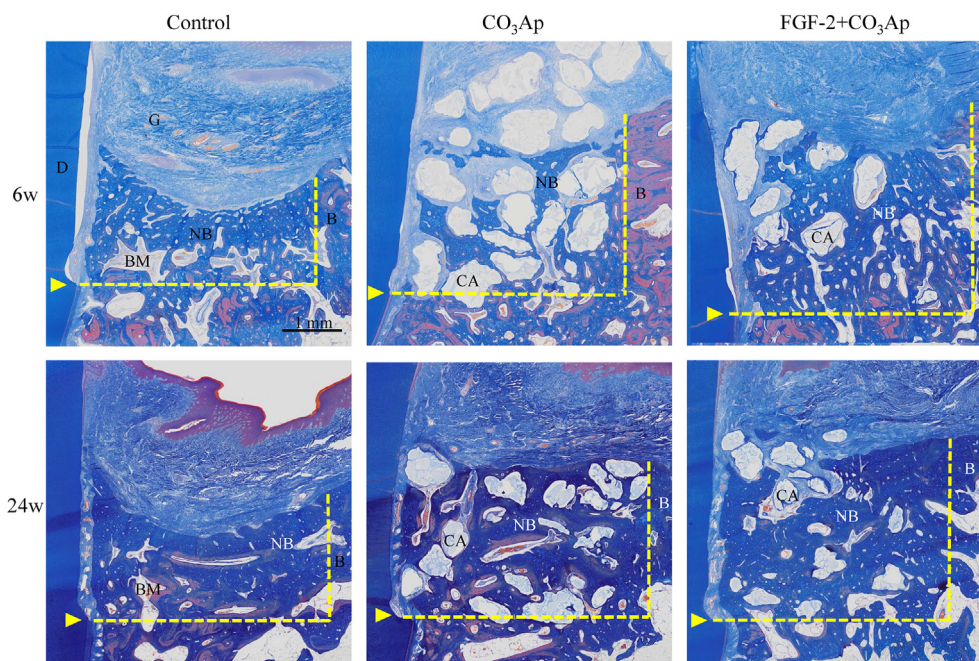 Control
CO₃Ap
FGF-2+CO₃Ap
6w
G
D
NB
B
BM
1 mm
NB
B
CA
NB
CA
24w
NB
B
BM
B
NB
CA
B
CA
NB